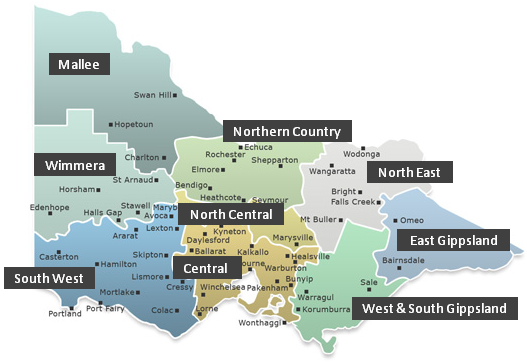 Mallee
Swan Hill
Hopetoun
Northern Country
Echuca
Rochester
Shepparton
Elmore
Wodonga
Wangaratta
North East
Wimmera
Charlton
St Arnaud
Horsham
Bendigo
Heathcote
Seymour
Bright
Falls Creek
Edenhope
Stawell
Halls Gap
Avoca
North Central
Mt Buller
Omeo
Ararat
Lexton
Kyneton
Daylesford
Marysville
East Gippsland
Casterton
Skipton
Ballarat
Kalkallo
Healsville
Bairnsdale
South West
Hamilton
Lismore
Central
Warburton
Mortlake
Cressy
Winchelsea
Pakenham
Bunyip
Sale
Warragul
Portland
Port Fairy
Colac
Lorne
Wonthaggi
Korumburra
West & South Gippsland